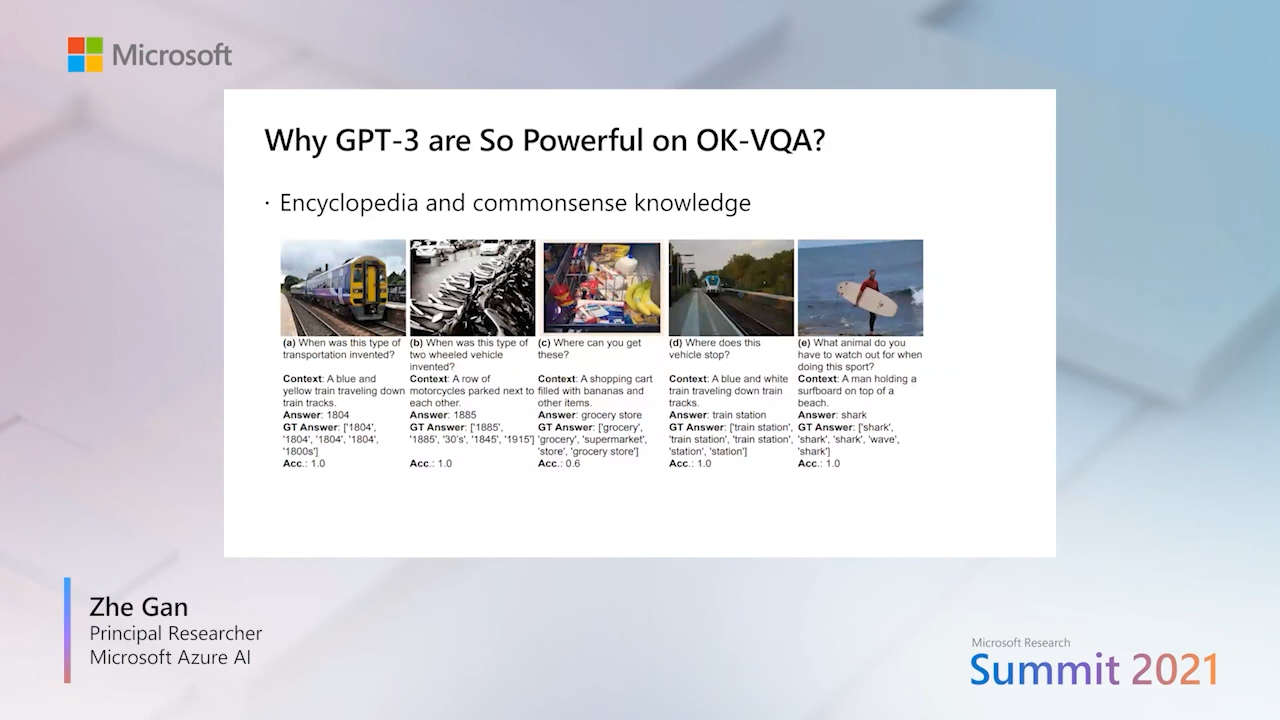 Microsoft
Why GPT-3 are So Powerful on OK-VQA?
· Encyclopedia and commonsense knowledge
(a) When was this type of
transportation invented?
Context: A blue and
yellow train traveling down
train tracks.
Answer: 1804
GT Answer: ['1804',
'1804', '1804', '1804',
'1800s']
Acc.: 1.0
(b) When was this type of
two wheeled vehicle
invented?
Context: A row of
motorcycles parked next to
each other.
Answer: 1885
GT Answer: ['1885',
'1885', '30's', '1845', '1915']
Acc.: 1.0
(c) Where can you get
these?
Context: A shopping cart
filled with bananas and
other items.
Answer: grocery store
GT Answer: ['grocery',
'grocery', 'supermarket',
'store', 'grocery store']
Acc.: 0.6
(d) Where does this
vehicle stop?
Context: A blue and white
train traveling down train
tracks.
Answer: train station
GT Answer: ['train station',
'train station', 'train station',
'station', 'station']
Acc.: 1.0
(e) What animal do you
have to watch out for when
doing this sport?
Context: A man holding a
surfboard on top of a
beach.
Answer: shark
GT Answer: ['shark',
'shark', 'shark', 'wave',
'shark']
Acc.: 1.0
Zhe Gan
Principal Researcher
Microsoft Azure AI
Microsoft Research
Summit 2021